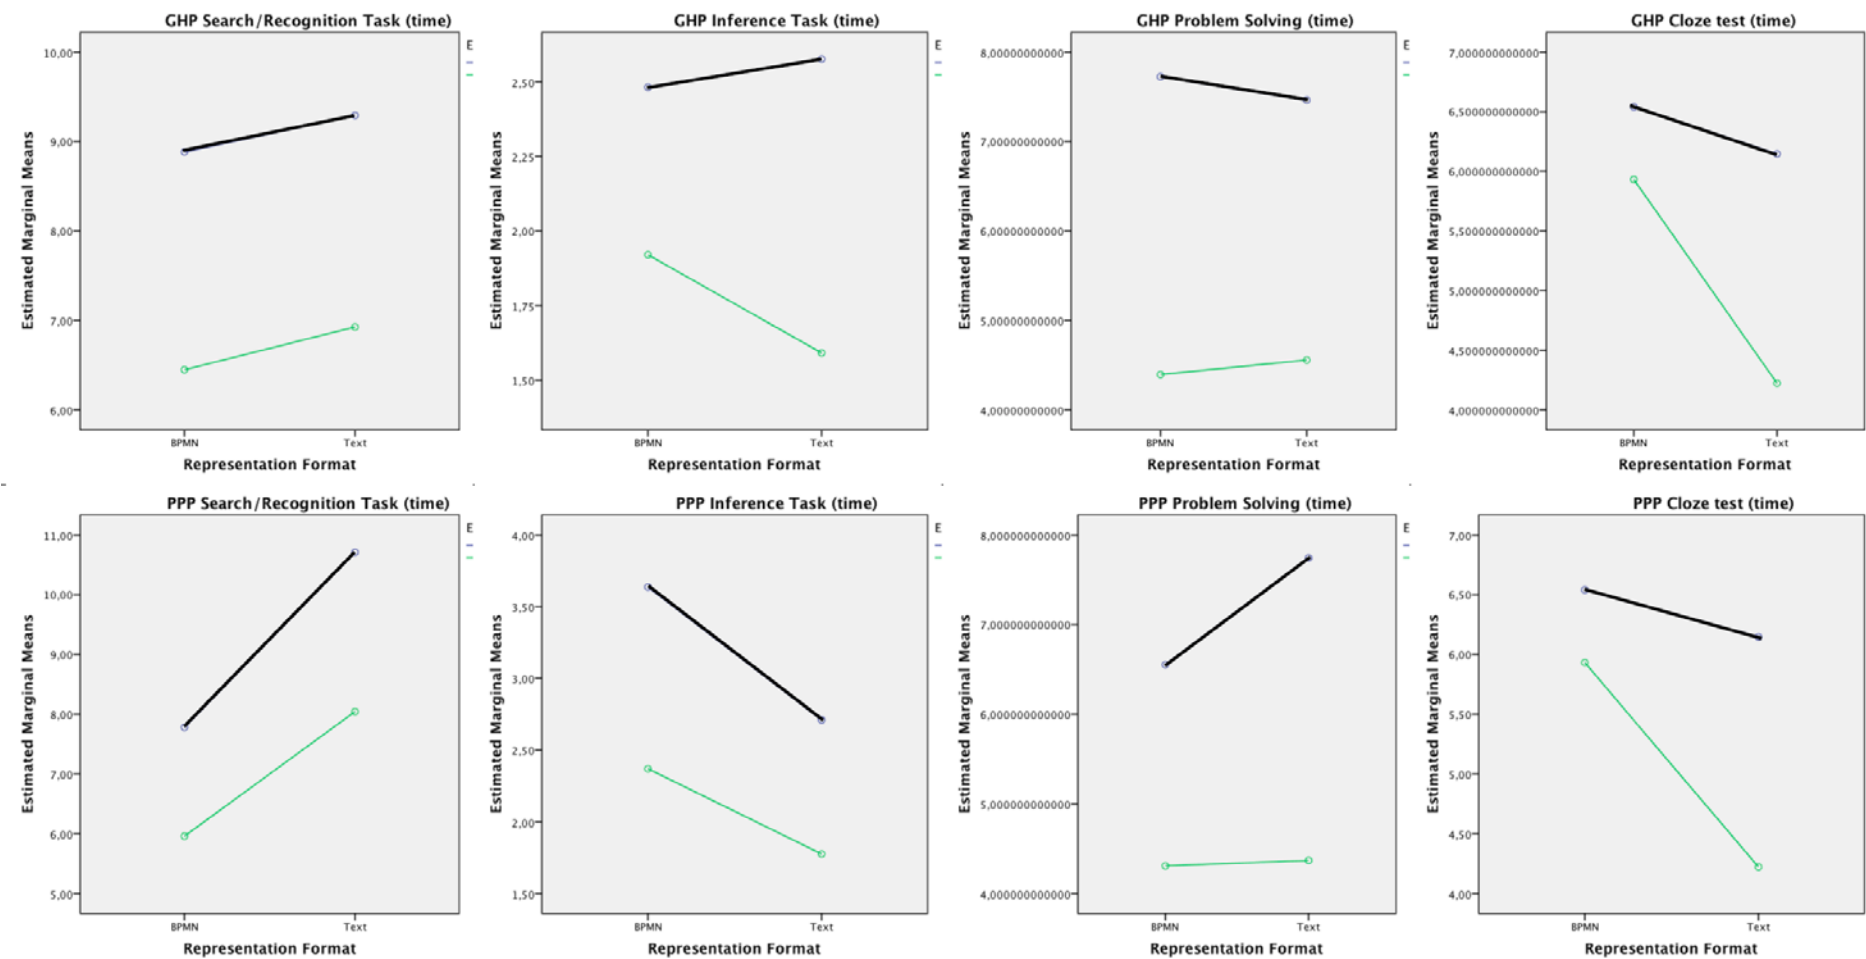 GHP Search/Recognition Task (time)
Estimated Marginal Means
10,00
9,00
8,00
7,00
6,00
BPMN
Text
Representation Format
E
GHP Inference Task (time)
Estimated Marginal Means
2,50
2,25
2,00
1,75
1,50
BPMN
Text
Representation Format
E
GHP Problem Solving (time)
Estimated Marginal Means
8,00000000000
7,00000000000
6,00000000000
5,00000000000
4,00000000000
BPMN
Text
Representation Format
E
GHP Cloze test (time)
Estimated Marginal Means
7,000000000000
6,500000000000
6,000000000000
5,500000000000
5,000000000000
4,500000000000
4,000000000000
BPMN
Text
Representation Format
PPP Search/Recognition Task (time)
Estimated Marginal Means
11,00
10,00
9,00
8,00
7,00
6,00
5,00
BPMN
Text
Representation Format
E
PPP Inference Task (time)
Estimated Marginal Means
4,00
3,50
3,00
2,50
2,00
1,50
BPMN
Text
Representation Format
E
PPP Problem Solving (time)
Estimated Marginal Means
8,000000000000
7,000000000000
6,000000000000
5,000000000000
4,000000000000
BPMN
Text
Representation Format
E
PPP Cloze test (time)
Estimated Marginal Means
7,00
6,50
6,00
5,50
5,00
4,50
4,00
BPMN
Text
Representation Format